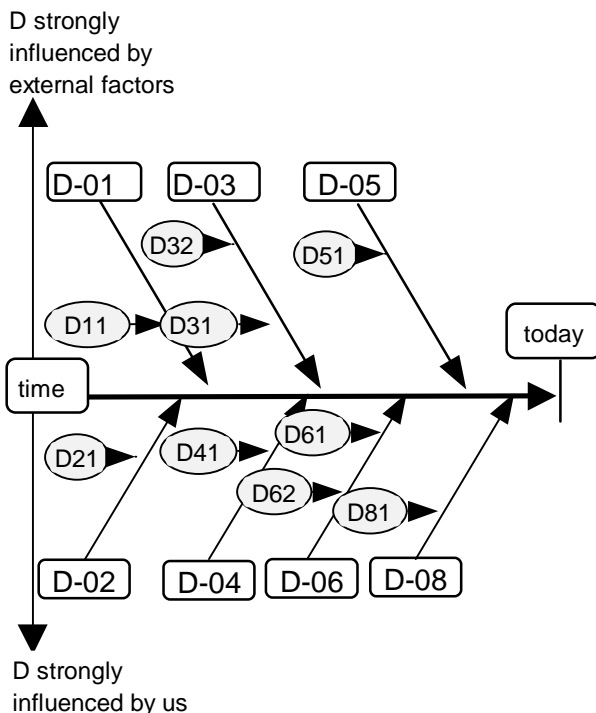 D strongly
influenced by
external factors
D-01
D-03
D-05
D32
D51
D11
D31
today
time
D61
D21
D41
D62
D81
D-02
D-04
D-06
D-08
D strongly
influenced by us